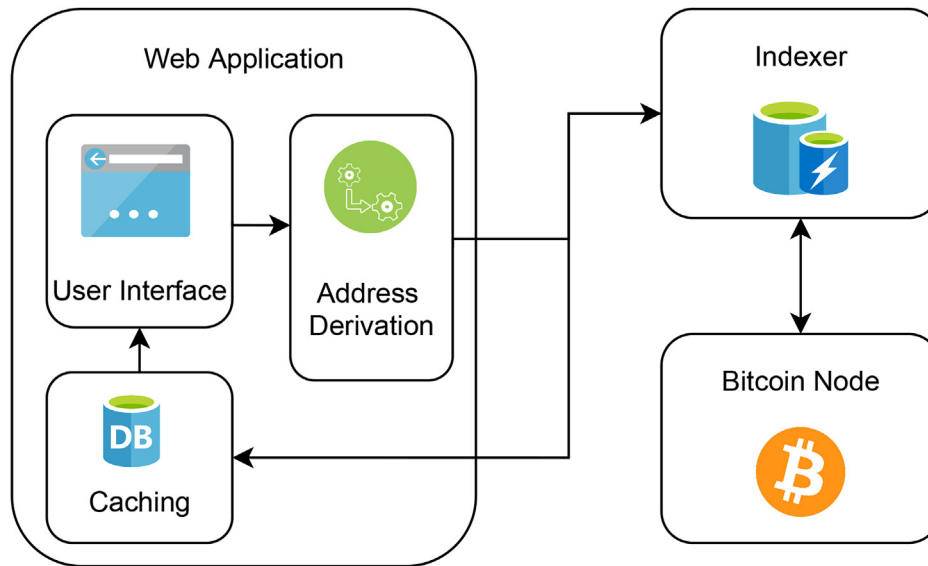 Web Application
User Interface
Address
Derivation
DB
Caching
Indexer
Bitcoin Node